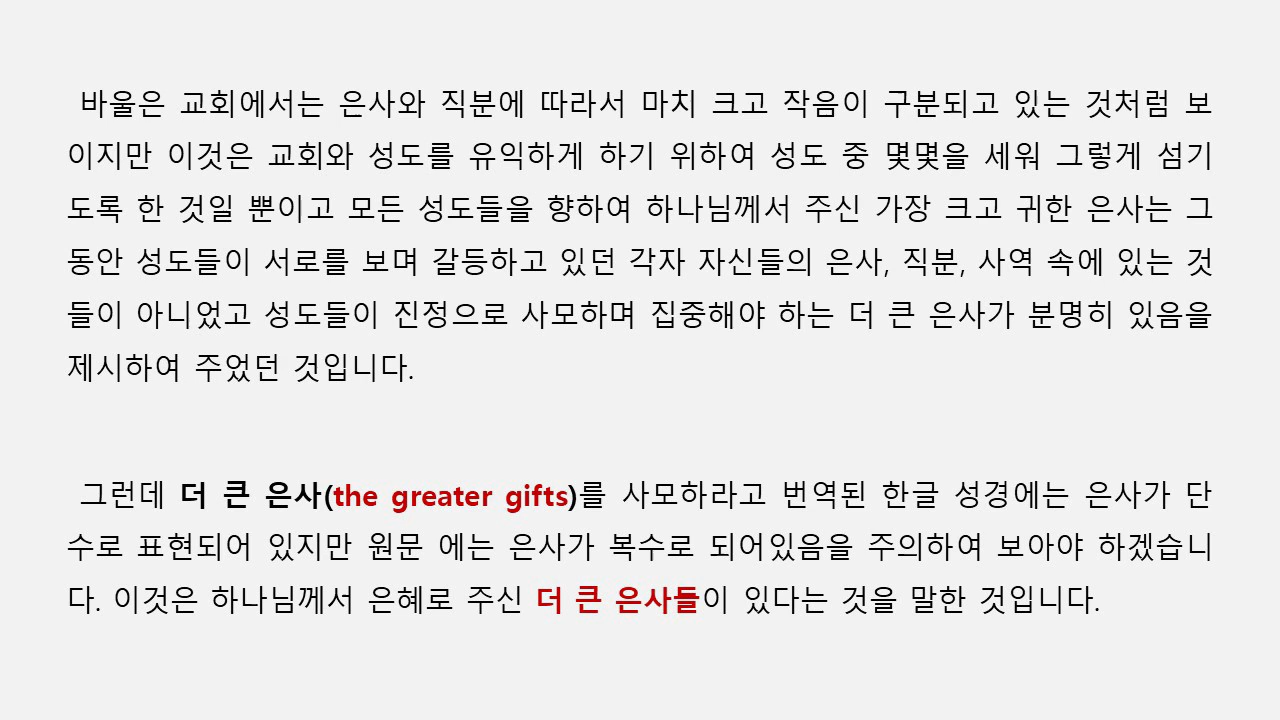 바울은 교회에서는 은사와 직분에 따라서 마치 크고 작음이 구분되고 있는 것처럼 보
이지만 이것은 교회와 성도를 유익하게 하기 위하여 성도 중 몇몇을 세워 그렇게 섬기
도록 한 것일 뿐이고 모든 성도들을 향하여 하나님께서 주신 가장 크고 귀한 은사는 그
동안 성도들이 서로를 보며 갈등하고 있던 각자 자신들의 은사, 직분, 사역 속에 있는 것
들이 아니었고 성도들이 진정으로 사모하며 집중해야 하는 더 큰 은사가 분명히 있음을
제시하여 주었던 것입니다.
그런데 더 큰 은사(the greater gifts)를 사모하라고 번역된 한글 성경에는 은사가 단
수로 표현되어 있지만 원문 에는 은사가 복수로 되어있음을 주의하여 보아야 하겠습니
다. 이것은 하나님께서 은혜로 주신 더 큰 은사들이 있다는 것을 말한 것입니다.